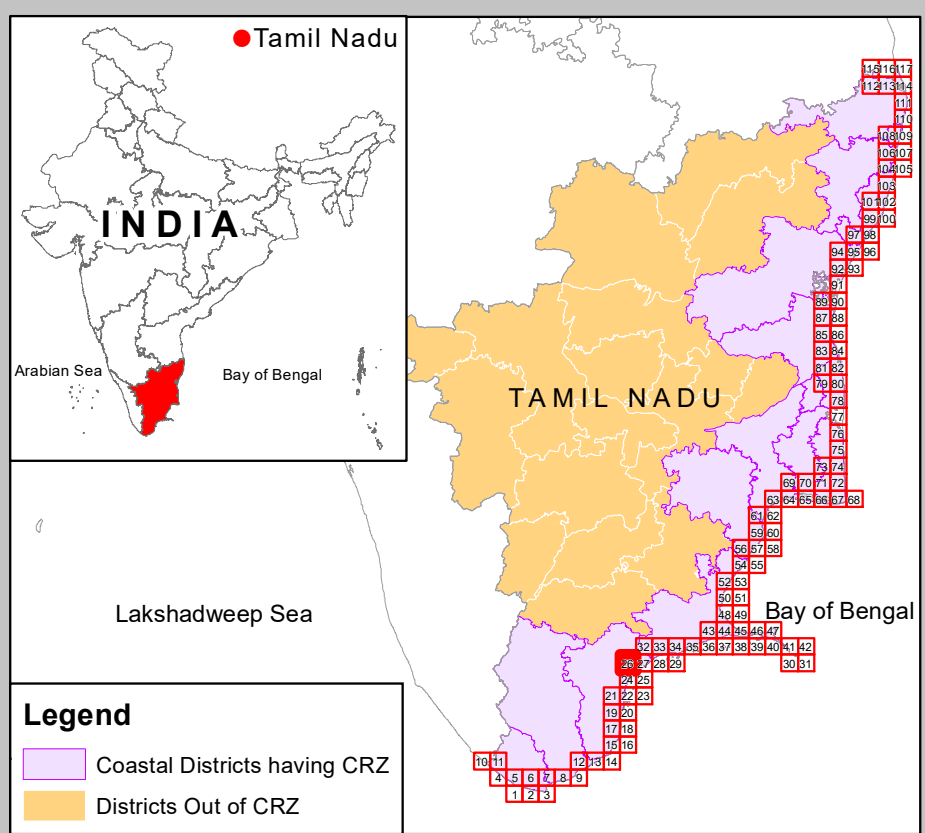 Tamil Nadu
INDIA
Arabian Sea
Bay of Bengal
TAMIL NADU
Lakshadweep Sea
Bay of Bengal
115 116 117
112 113 114
111
110
108 109
106 107
104 105
103
101 102
99 100
97 98
94 95 96
92 93
91
89 90
87 88
85 86
83 84
81 82
79 80
78
77
76
75
73 74
69 70 71 72
63 64 65 66 67 68
61 62
59 60
56 57 58
54 55
52 53
50 51
48 49
43 44 45 46 47
32 33 34 35 36 37 38 39 40 41 42
26 27 28 29 30 31
24 25
21 22 23
19 20
17 18
15 16
10 11 12 13 14
4 5 6 7 8 9
1 2 3
Legend
Coastal Districts having CRZ
Districts Out of CRZ